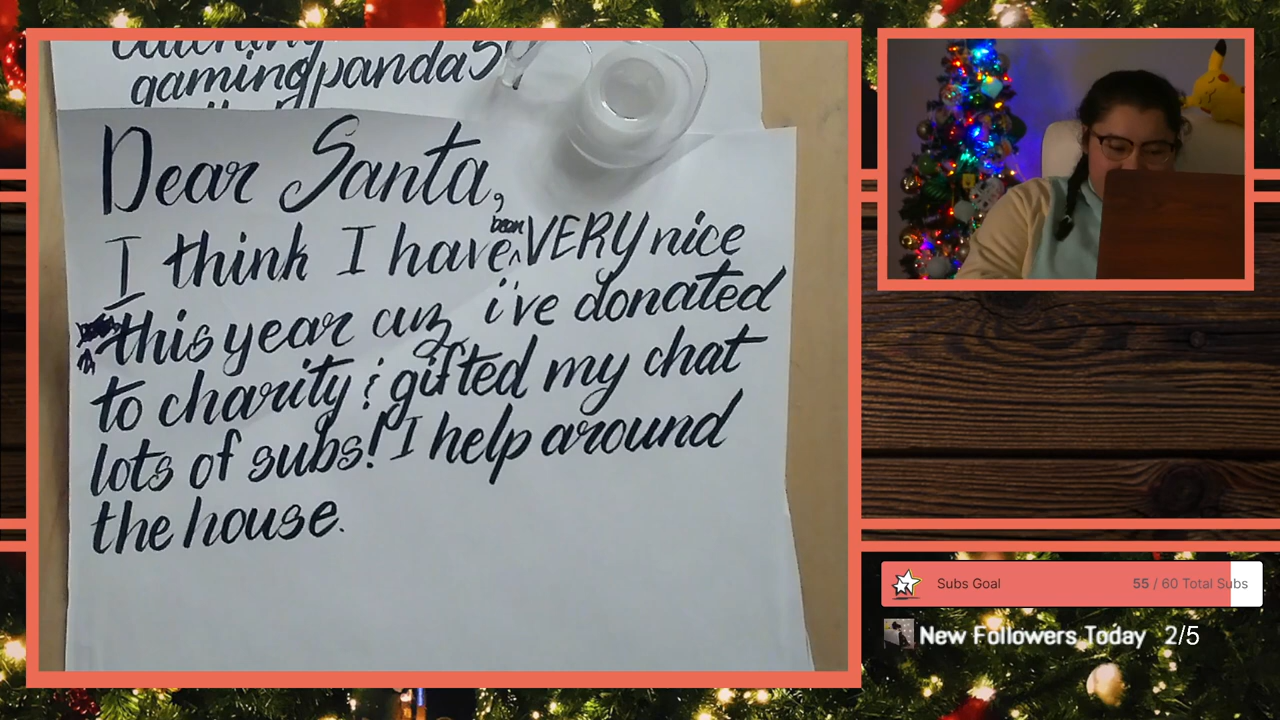 catching
gamingpanda5
Dear Santa,
I think I have been VERY nice
this year cuz i've donated
to charity & gifted my chat
lots of subs! I help around
the house.
Subs Goal
55 / 60 Total Subs
New Followers Today 2/5